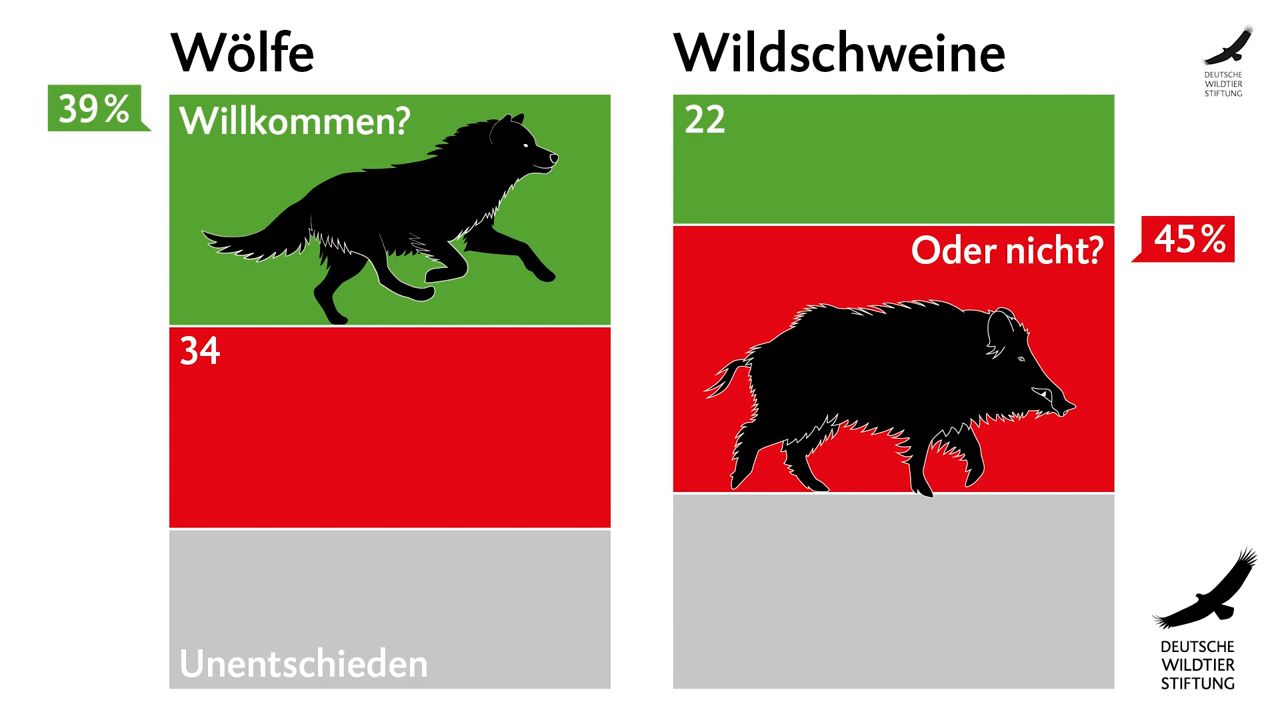 Wölfe
39%
Willkommen?
34
Unentschieden
Wildschweine
22
Oder nicht?
45%
DEUTSCHE
WILDTIER
STIFTUNG
DEUTSCHE
WILDTIER
STIFTUNG